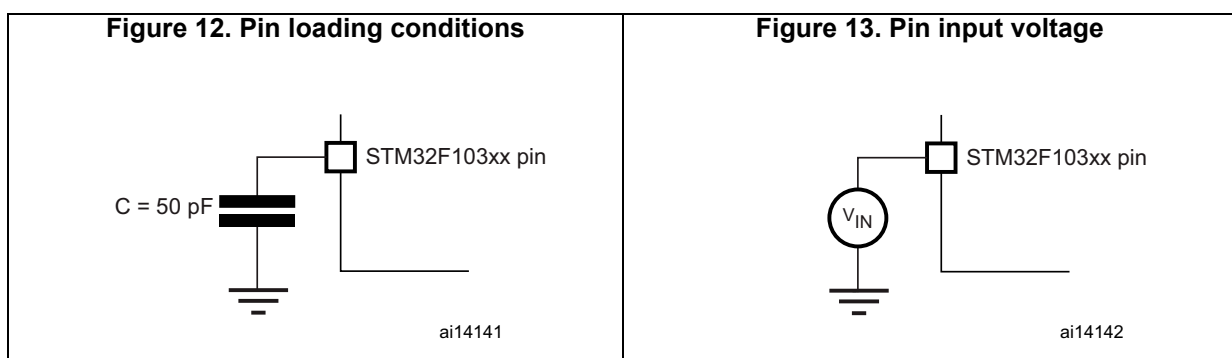 Figure 12. Pin loading conditions
STM32F103xx pin
C = 50 pF
ai14141
Figure 13. Pin input voltage
STM32F103xx pin
VIN
ai14142